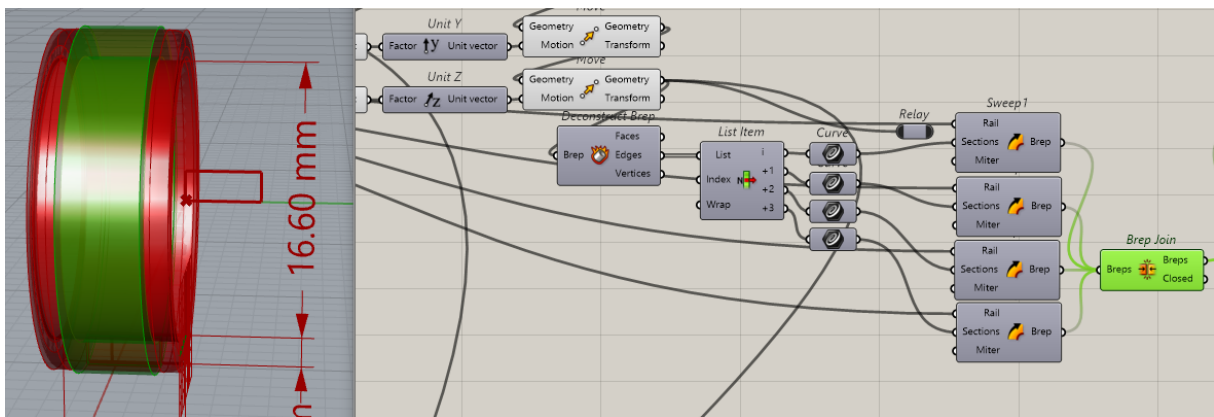 16.60 mm
Move
Unit Y
Factor
Unit vector
Geometry
Geometry
Motion
Transform
Unit Z
Move
Factor
Unit vector
Geometry
Geometry
Motion
Transform
Deconstruct Brep
Brep
Faces
Edges
Vertices
List Item
List
Index
Wrap
i
+1
+2
+3
Curve
Relay
Sweep1
Rail
Sections
Miter
Brep
Rail
Sections
Miter
Brep
Rail
Sections
Miter
Brep
Rail
Sections
Miter
Brep
Brep Join
Breps
Breps
Closed